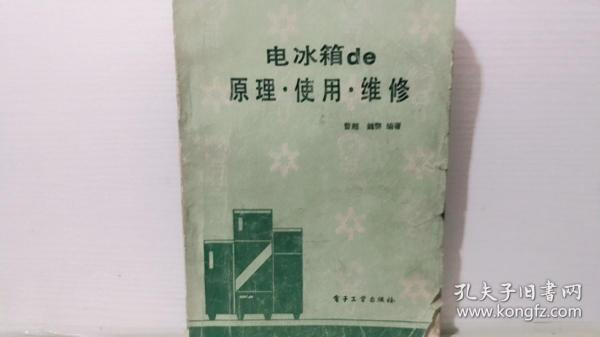 电冰箱de
原理·使用·维修
编著
电子工业出版社
孔夫子旧书网
www.kongfz.com